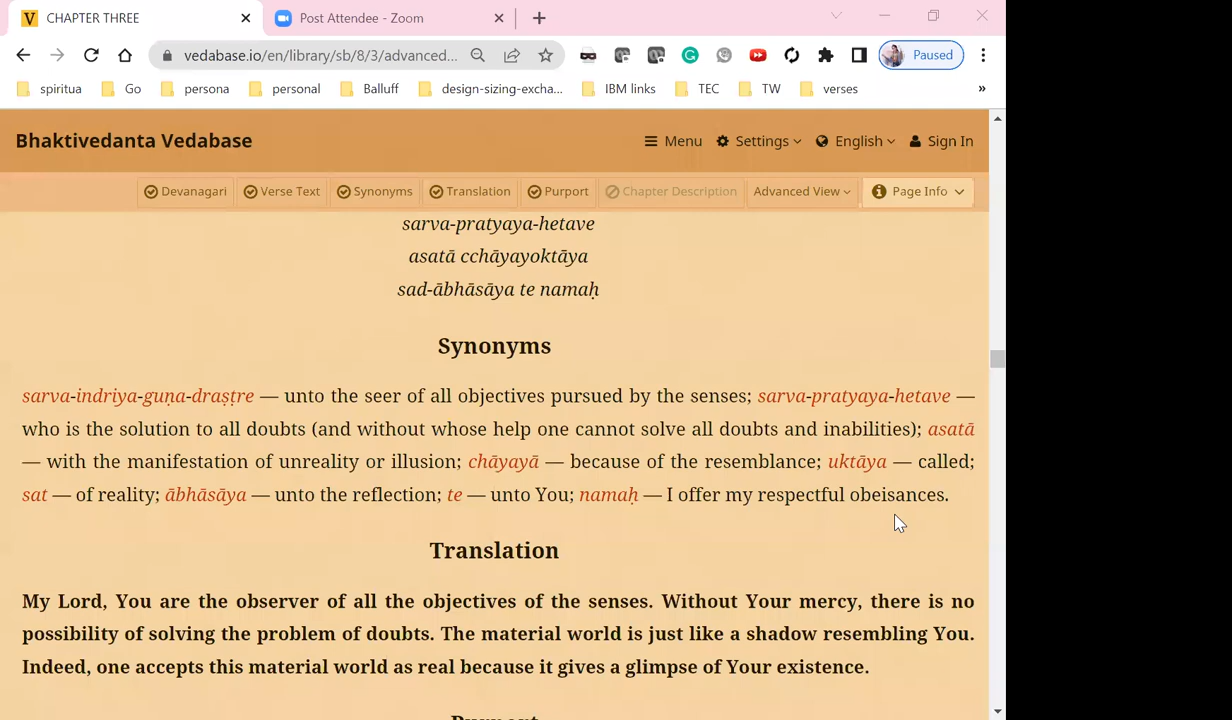 CHAPTER THREE
Post Attendee - Zoom
vedabase.io/en/library/sb/8/3/advanced...
Paused
spiritua
Go
persona
personal
Balluff
design-sizing-excha...
IBM links
TEC
TW
verses
»
Bhaktivedanta Vedabase
Menu
Settings
English
Sign In
Devanagari
Verse Text
Synonyms
Translation
Purport
Chapter Description
Advanced View
Page Info
sarva-pratyaya-hetave
asatā cchāyayoktāya
sad-ābhāsāya te namaḥ
Synonyms
sarva-indriya-guṇa-draṣṭre — unto the seer of all objectives pursued by the senses; sarva-pratyaya-hetave —
who is the solution to all doubts (and without whose help one cannot solve all doubts and inabilities); asatā
— with the manifestation of unreality or illusion; chāyayā — because of the resemblance; uktāya — called;
sat — of reality; ābhāsāya — unto the reflection; te — unto You; namaḥ — I offer my respectful obeisances.
Translation
My Lord, You are the observer of all the objectives of the senses. Without Your mercy, there is no
possibility of solving the problem of doubts. The material world is just like a shadow resembling You.
Indeed, one accepts this material world as real because it gives a glimpse of Your existence.
Purport